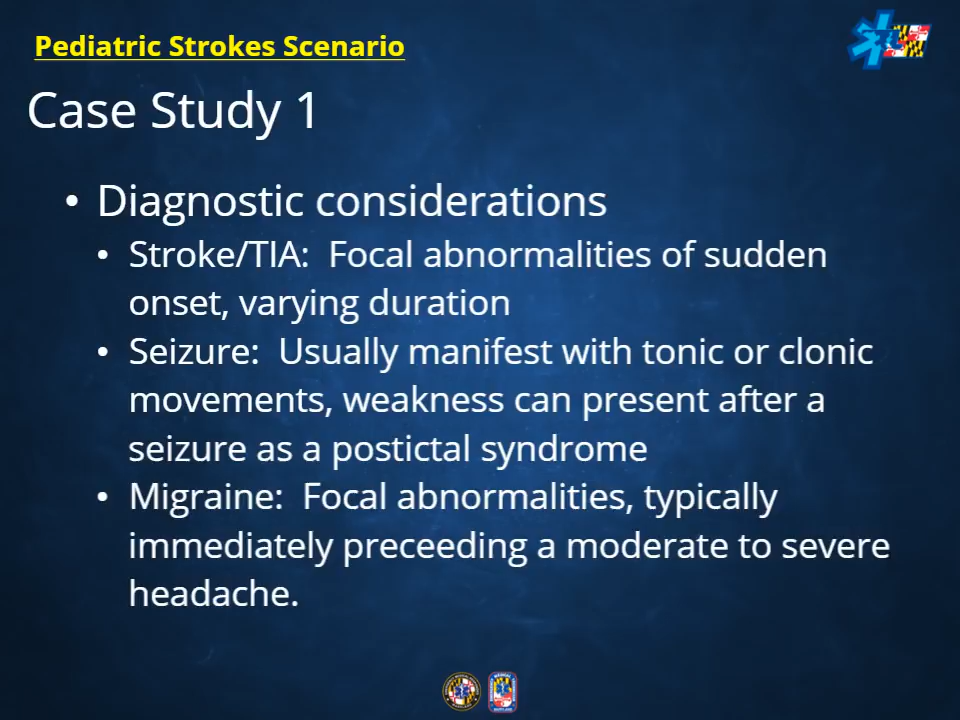 Pediatric Strokes Scenario
Case Study 1
• Diagnostic considerations
• Stroke/TIA: Focal abnormalities of sudden
onset, varying duration
• Seizure: Usually manifest with tonic or clonic
movements, weakness can present after a
seizure as a postictal syndrome
• Migraine: Focal abnormalities, typically
immediately preceeding a moderate to severe
headache.